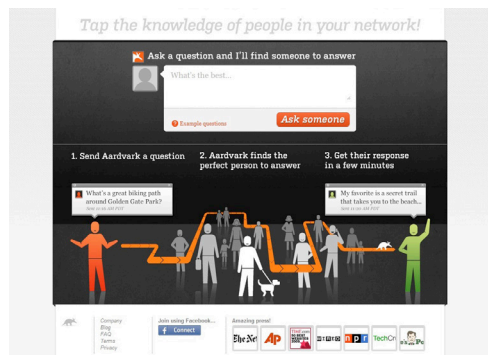 Tap the knowledge of people in your network!
Ask a question and I'll find someone to answer
What's the best...
Example questions
Ask someone
1. Send Aardvark a question
2. Aardvark finds the
perfect person to answer
3. Get their response
in a few minutes
What's a great biking path
around Golden Gate Park?
My favorite is a secret trail
that takes you to the beach...
Company
Blog
FAQ
Terms
Privacy
Join using Facebook...
Connect
Amazing press!
AP
WIRED
npr
TechCr